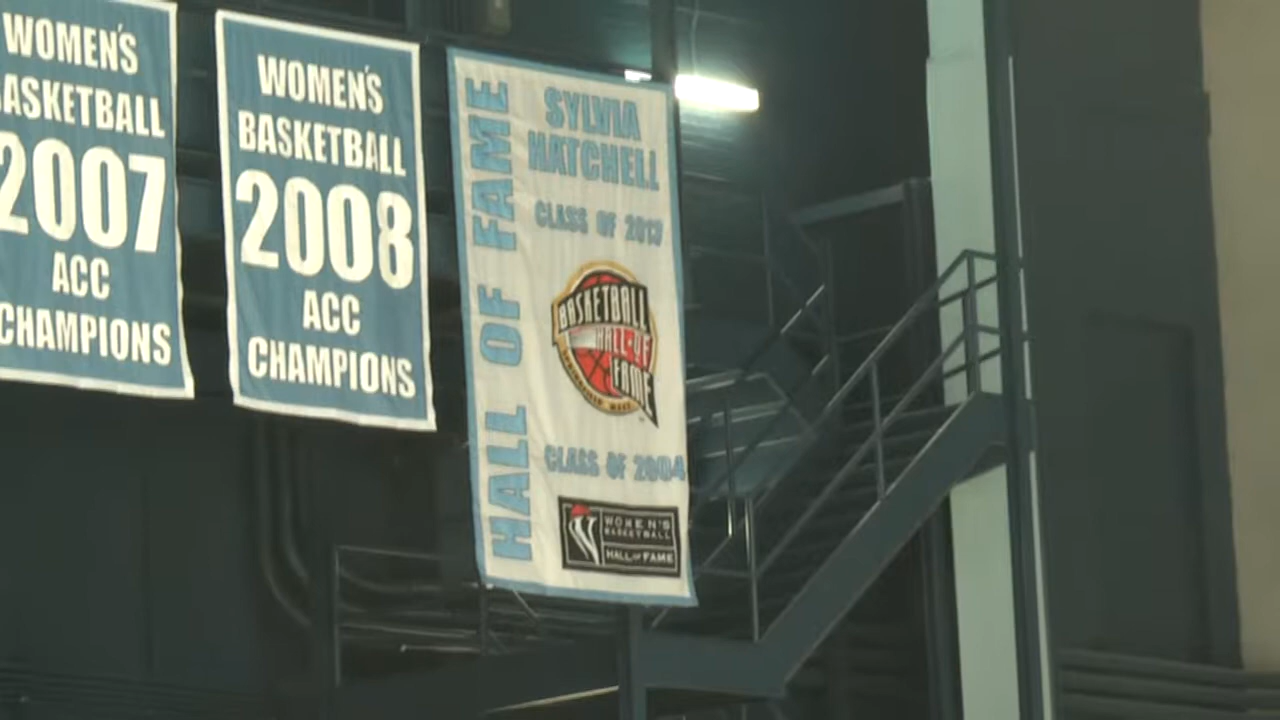 WOMEN'S
BASKETBALL
2007
ACC
CHAMPIONS
WOMEN'S
BASKETBALL
2008
ACC
CHAMPIONS
HALL OF FAME
SYLVIA
HATCHELL
CLASS OF 2013
BASKETBALL
HALL OF
FAME
CLASS OF 2004
WOMEN'S
BASKETBALL
HALL OF FAME